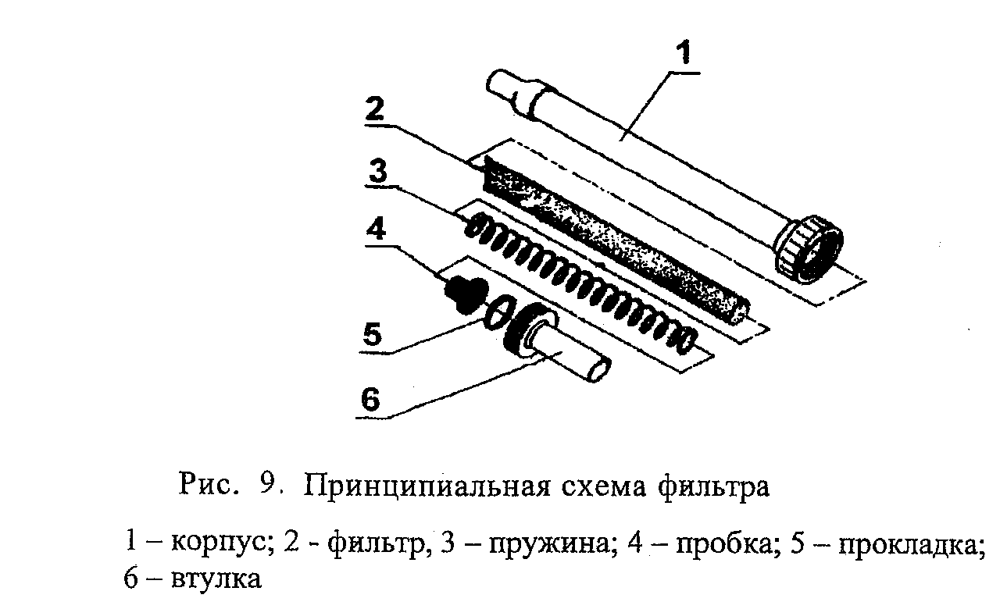 1
2
3
4
5
6
Рис. 9. Принципиальная схема фильтра
1 – корпус; 2 - фильтр, 3 – пружина; 4 – пробка; 5 – прокладка;
6 – втулка